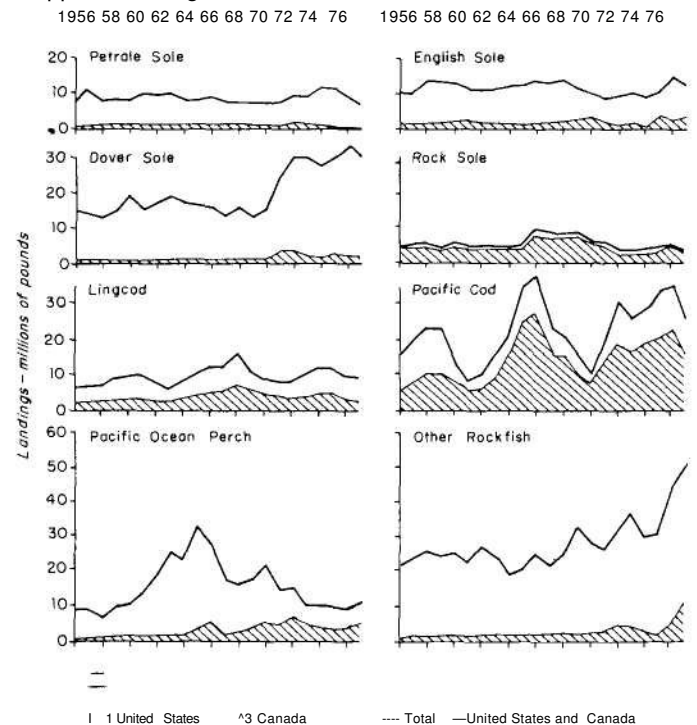 1956 58 60 62 64 66 68 70 72 74 76 1956 58 60 62 64 66 68 70 72 74 76
Petrale Sole
English Sole
20
10
0
Dover Sole
Rock Sole
30
20
10
0
Lingcod
Pacific Cod
30
20
10
0
Pacific Ocean Perch
Other Rockfish
60
50
40
30
20
10
0
Landings – millions of pounds
I 1 United States ^3 Canada ---- Total —United States and Canada